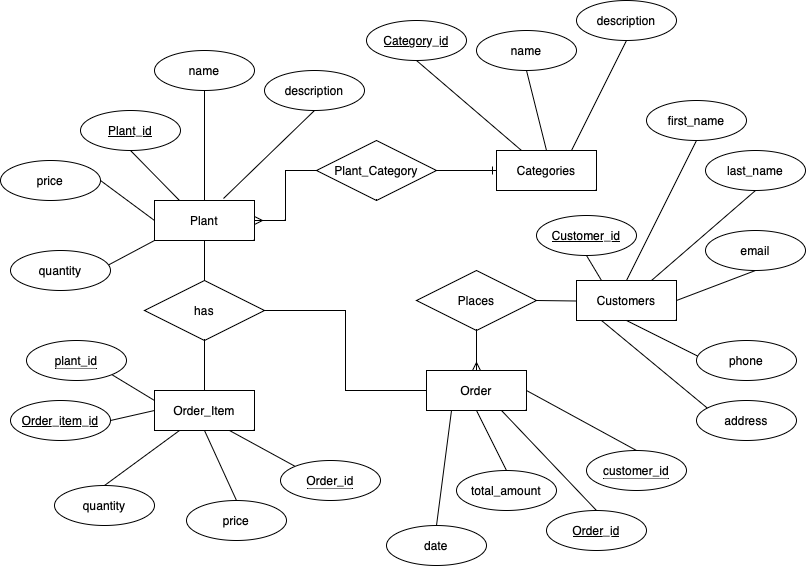 description
Category_id
name
name
description
first_name
Plant_id
Plant_Category
Categories
last_name
price
Plant
Customer_id
email
quantity
Places
Customers
has
plant_id
phone
Order
Order_Item
Order_item_id
address
customer_id
Order_id
total_amount
quantity
price
Order_id
date